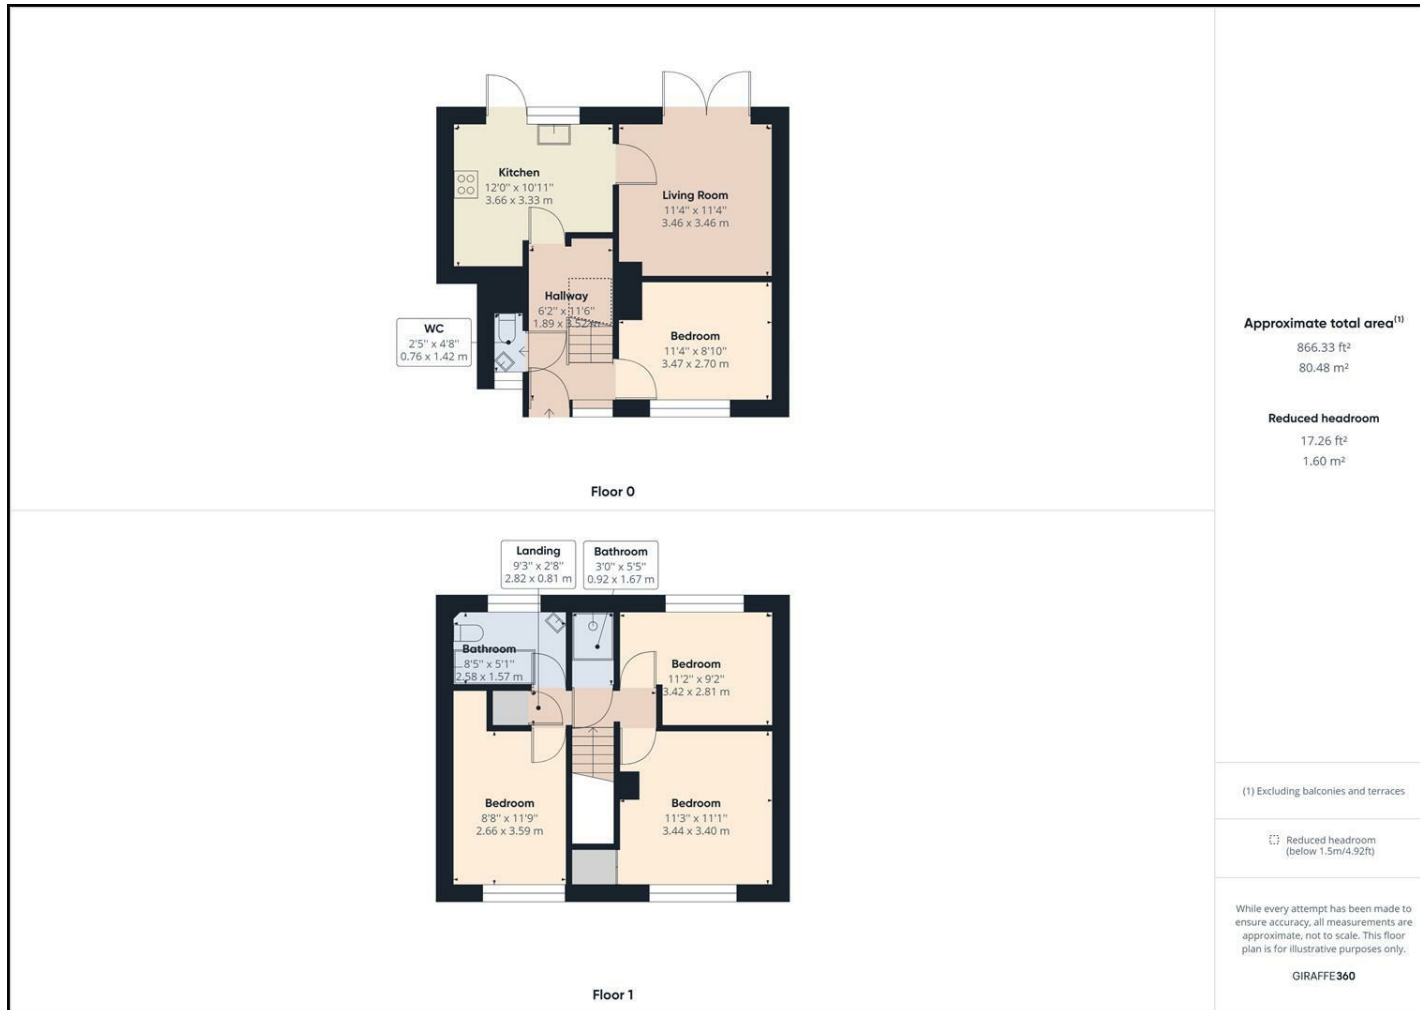 Kitchen
12'0" x 10'11"
3.66 x 3.33 m
Living Room
11'4" x 11'4"
3.46 x 3.46 m
Hallway
6'2" x 11'6"
1.89 x 3.52 m
WC
2'5" x 4'8"
0.76 x 1.42 m
Bedroom
11'4" x 8'10"
3.47 x 2.70 m
Floor 0
Landing
9'3" x 2'8"
2.82 x 0.81 m
Bathroom
3'0" x 5'5"
0.92 x 1.67 m
Bathroom
8'5" x 5'1"
2.58 x 1.57 m
Bedroom
11'2" x 9'2"
3.42 x 2.81 m
Bedroom
8'8" x 11'9"
2.66 x 3.59 m
Bedroom
11'3" x 11'1"
3.44 x 3.40 m
Floor 1
Approximate total area⁽¹⁾
866.33 ft²
80.48 m²
Reduced headroom
17.26 ft²
1.60 m²
(1) Excluding balconies and terraces
Reduced headroom
(below 1.5m/4.92ft)
While every attempt has been made to
ensure accuracy, all measurements are
approximate, not to scale. This floor
plan is for illustrative purposes only.
GIRAFFE360